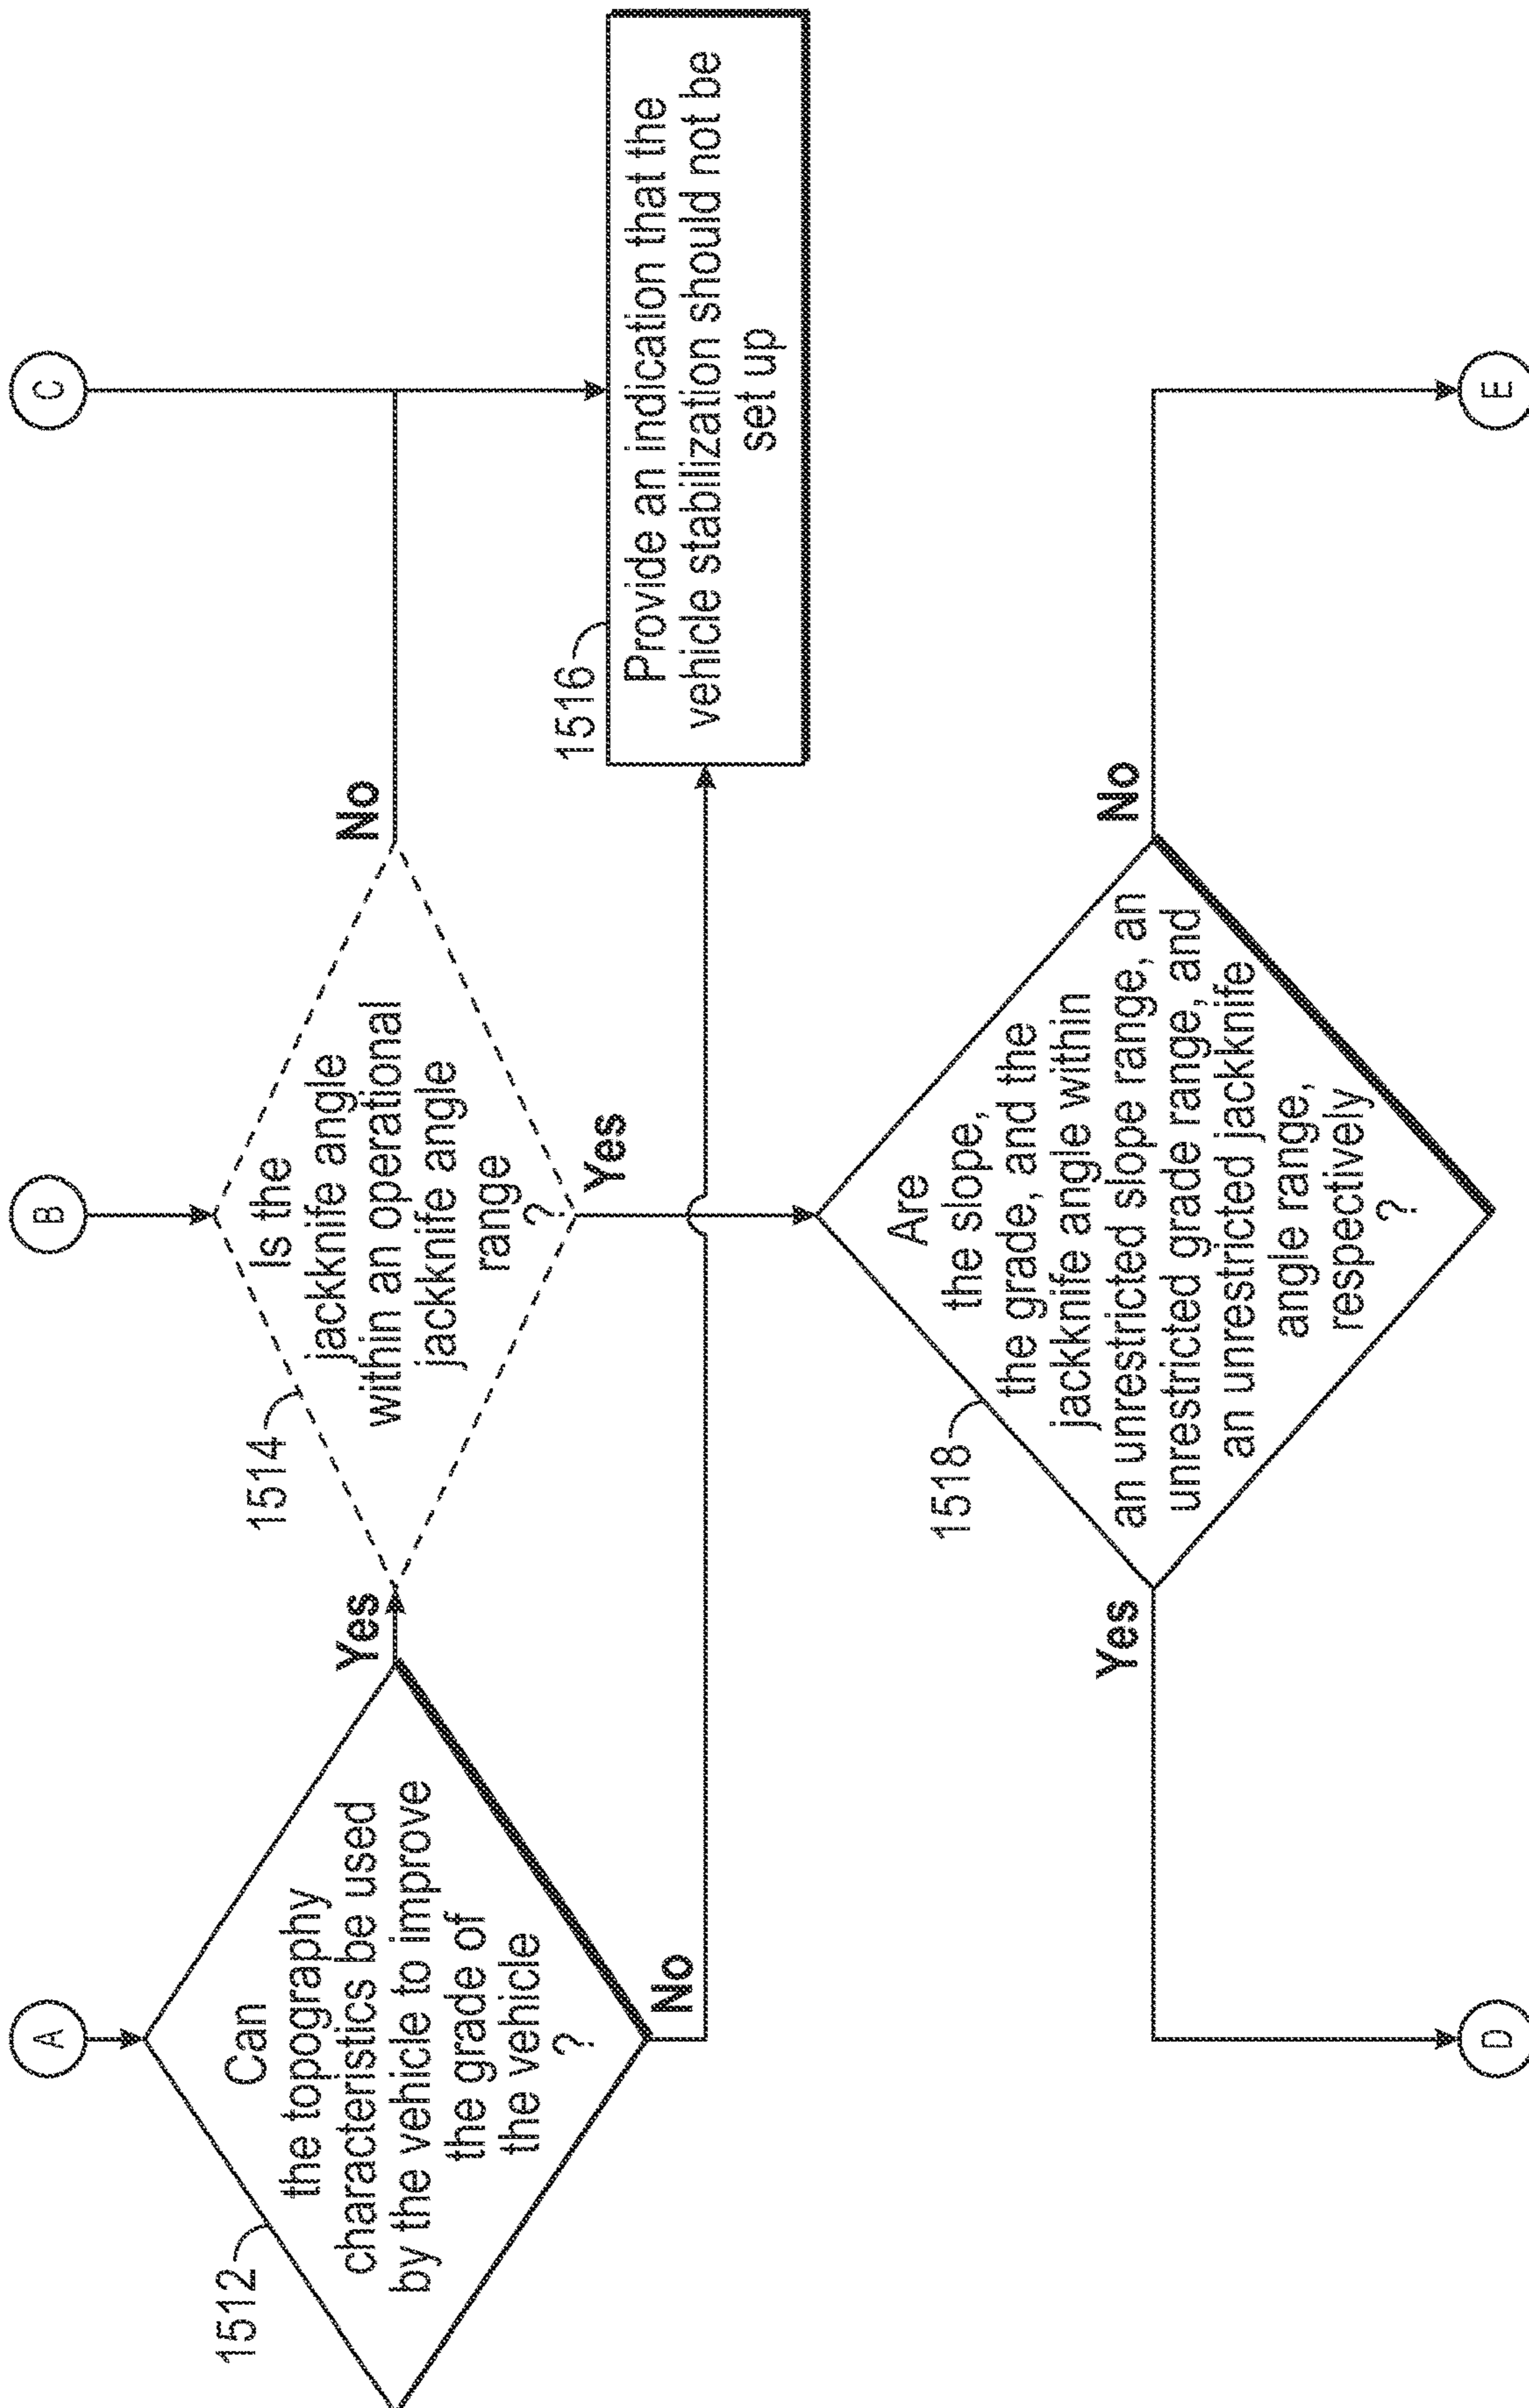 A
B
C
1512
Can
the topography
characteristics be used
by the vehicle to improve
the grade of
the vehicle
?
Yes
No
1514
Is the
jackknife angle
within an operational
jackknife angle
range
?
No
Yes
1516
Provide an indication that the
vehicle stabilization should not be
set up
1518
Are
the slope,
the grade, and the
jackknife angle within
an unrestricted slope range, an
unrestricted grade range, and
an unrestricted jackknife
angle range,
respectively
?
Yes
No
D
E